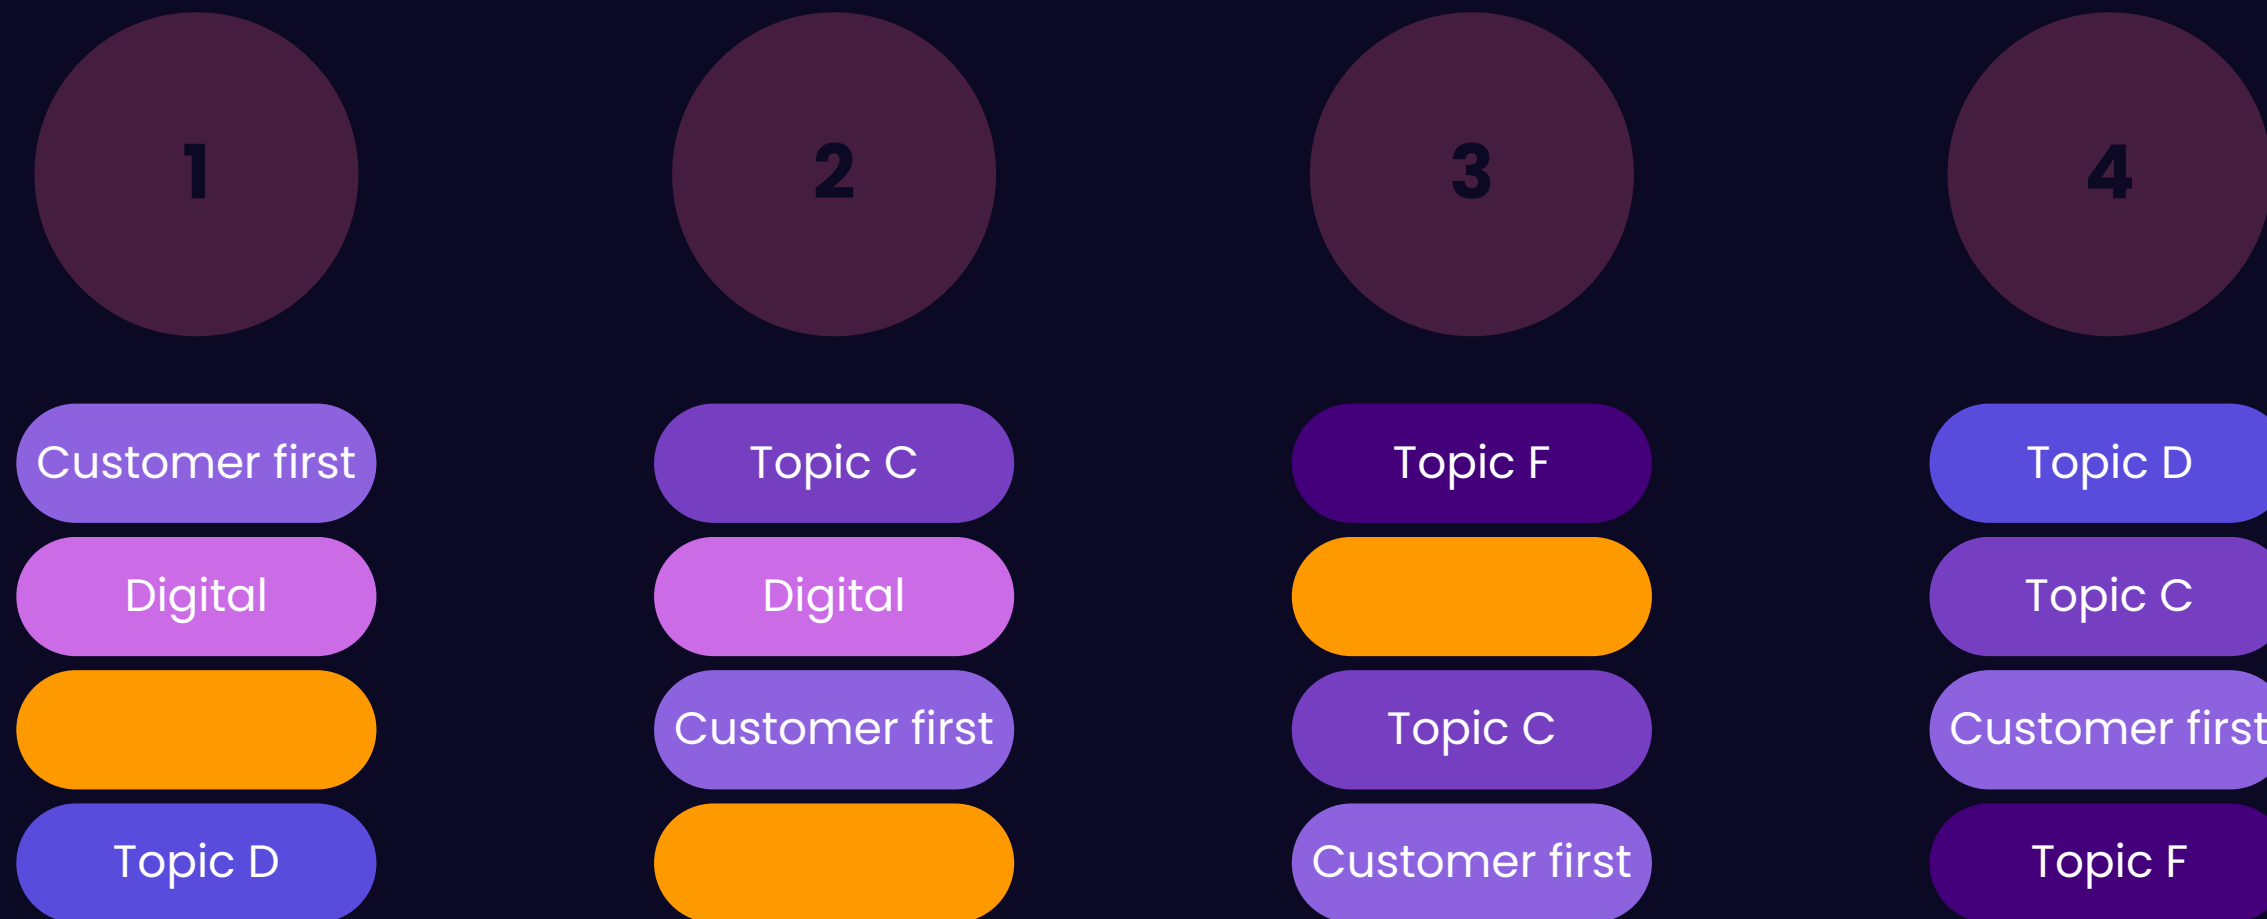 1
2
3
4
Customer first
Topic C
Topic F
Topic D
Digital
Digital
Topic C
Customer first
Topic C
Customer first
Topic D
Customer first
Topic F